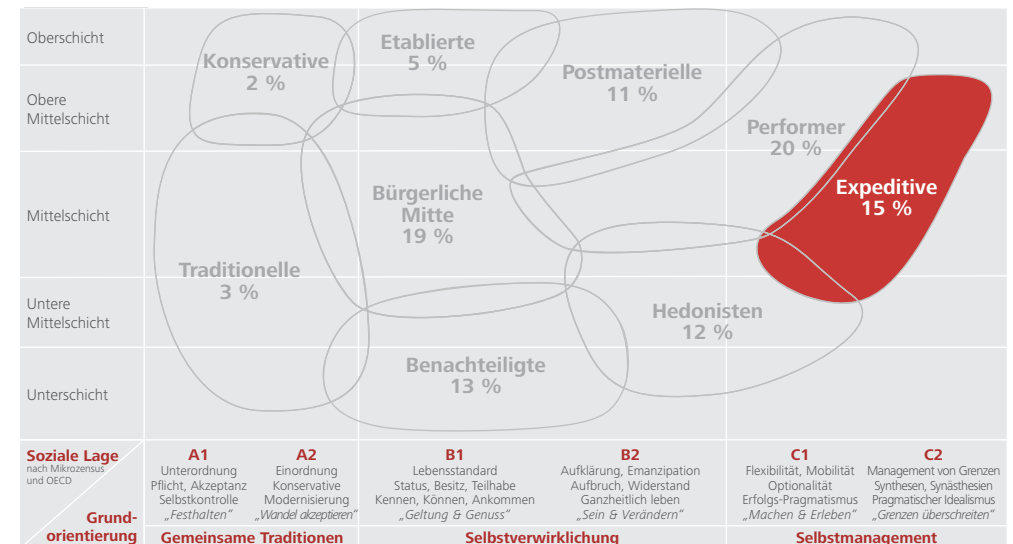 Oberschicht
Obere
Mittelschicht
Mittelschicht
Untere
Mittelschicht
Unterschicht
Konservative
2 %
Etablierte
5 %
Postmaterielle
11 %
Performer
20 %
Expeditive
15 %
Bürgerliche
Mitte
19 %
Traditionelle
3 %
Hedonisten
12 %
Benachteiligte
13 %
Soziale Lage
nach Mikrozensus
und OECD
Grund-
orientierung
A1
Unterordnung
Pflicht, Akzeptanz
Selbstkontrolle
„Festhalten“
A2
Einordnung
Konservative
Modernisierung
„Wandel akzeptieren“
Gemeinsame Traditionen
B1
Lebensstandard
Status, Besitz, Teilhabe
Kennen, Können, Ankommen
„Geltung & Genuss“
B2
Aufklärung, Emanzipation
Aufbruch, Widerstand
Ganzheitlich leben
„Sein & Verändern“
Selbstverwirklichung
C1
Flexibilität, Mobilität
Optionalität
Erfolgs-Pragmatismus
„Machen & Erleben“
C2
Management von Grenzen
Synthesen, Synästhesien
Pragmatischer Idealismus
„Grenzen überschreiten“
Selbstmanagement